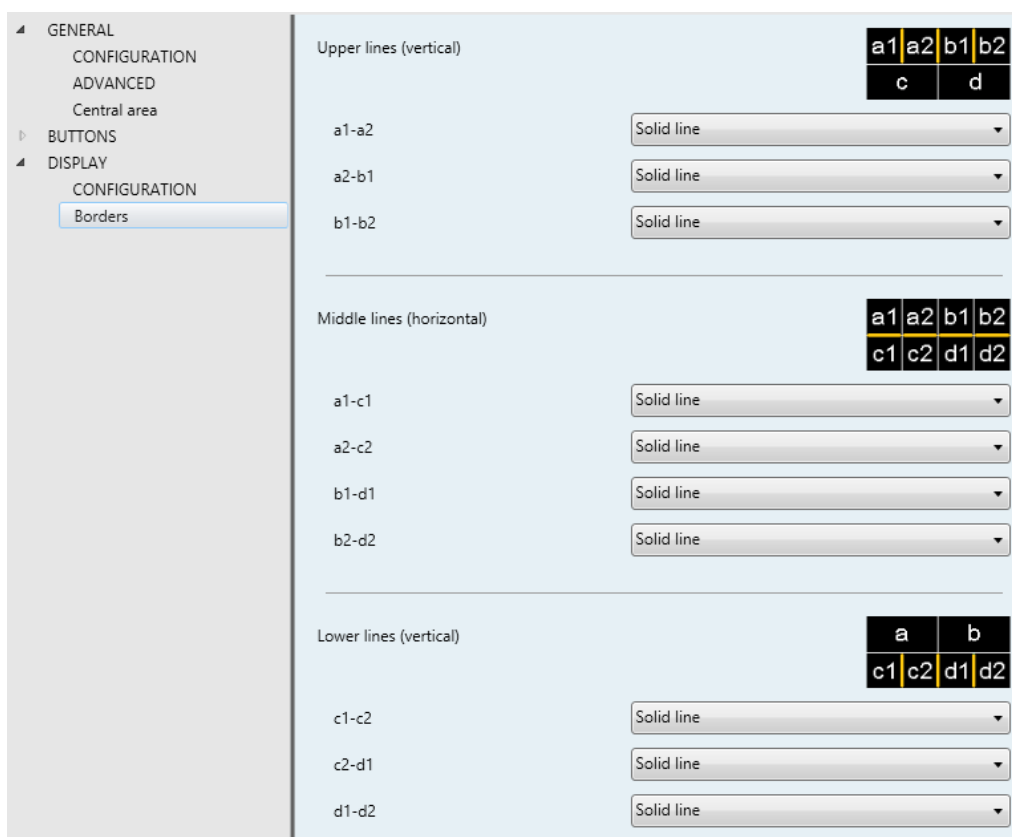 GENERAL
CONFIGURATION
ADVANCED
Central area
BUTTONS
DISPLAY
CONFIGURATION
Borders
Upper lines (vertical)
a1 a2 b1 b2
c d
a1-a2 Solid line
a2-b1 Solid line
b1-b2 Solid line
Middle lines (horizontal)
a1 a2 b1 b2
c1 c2 d1 d2
a1-c1 Solid line
a2-c2 Solid line
b1-d1 Solid line
b2-d2 Solid line
Lower lines (vertical)
a b
c1 c2 d1 d2
c1-c2 Solid line
c2-d1 Solid line
d1-d2 Solid line